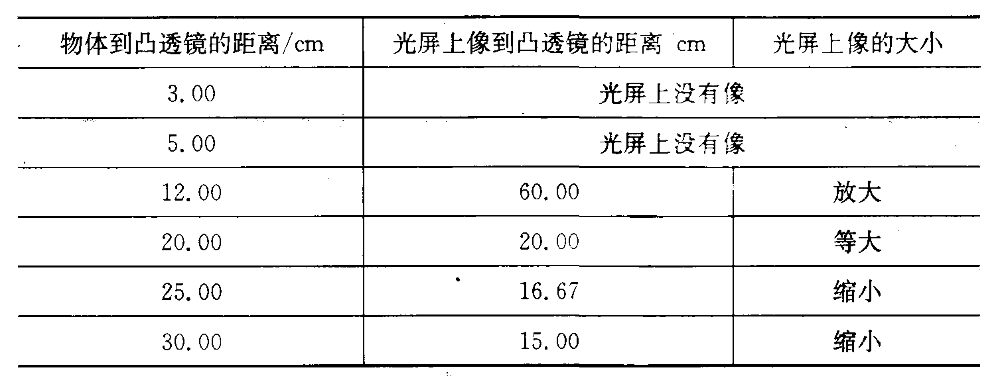 物体到凸透镜的距离/cm 光屏上像到凸透镜的距离 cm 光屏上像的大小
3.00 光屏上没有像
5.00 光屏上没有像
12.00 60.00 放大
20.00 20.00 等大
25.00 16.67 缩小
30.00 15.00 缩小